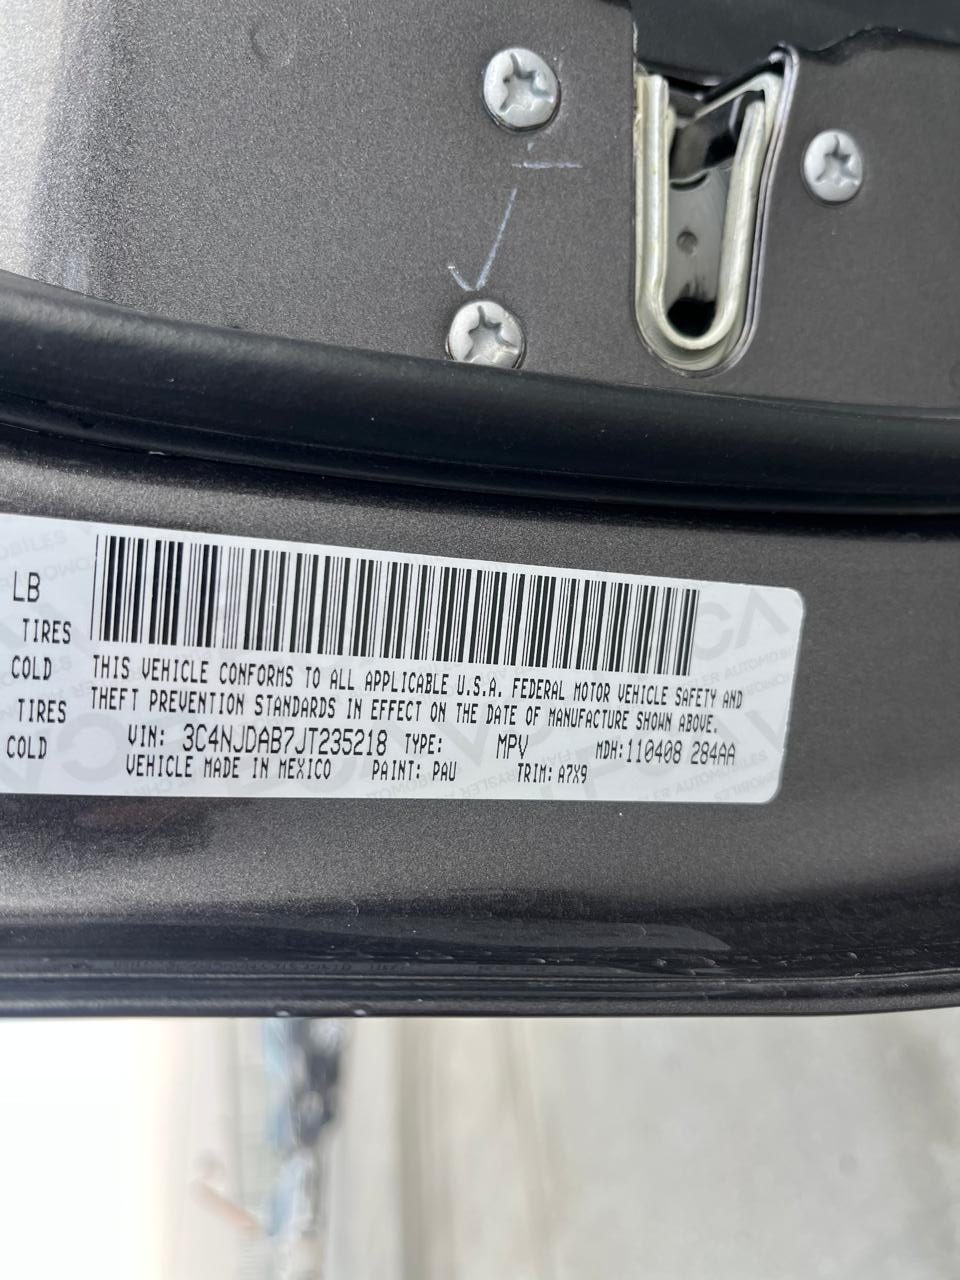 LB
TIRES
COLD
TIRES
COLD
THIS VEHICLE CONFORMS TO ALL APPLICABLE U.S.A. FEDERAL MOTOR VEHICLE SAFETY AND
THEFT PREVENTION STANDARDS IN EFFECT ON THE DATE OF MANUFACTURE SHOWN ABOVE.
VIN: 3C4NJDAB7JT235218 TYPE: MPV MDH:110408 284AA
VEHICLE MADE IN MEXICO PAINT: PAU TRIM: A7X9